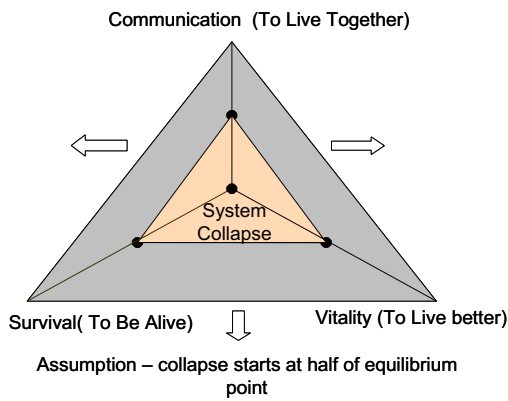 Communication  (To Live Together)
System
Collapse
Survival( To Be Alive)
Vitality (To Live better)
Assumption – collapse starts at half of equilibrium
point